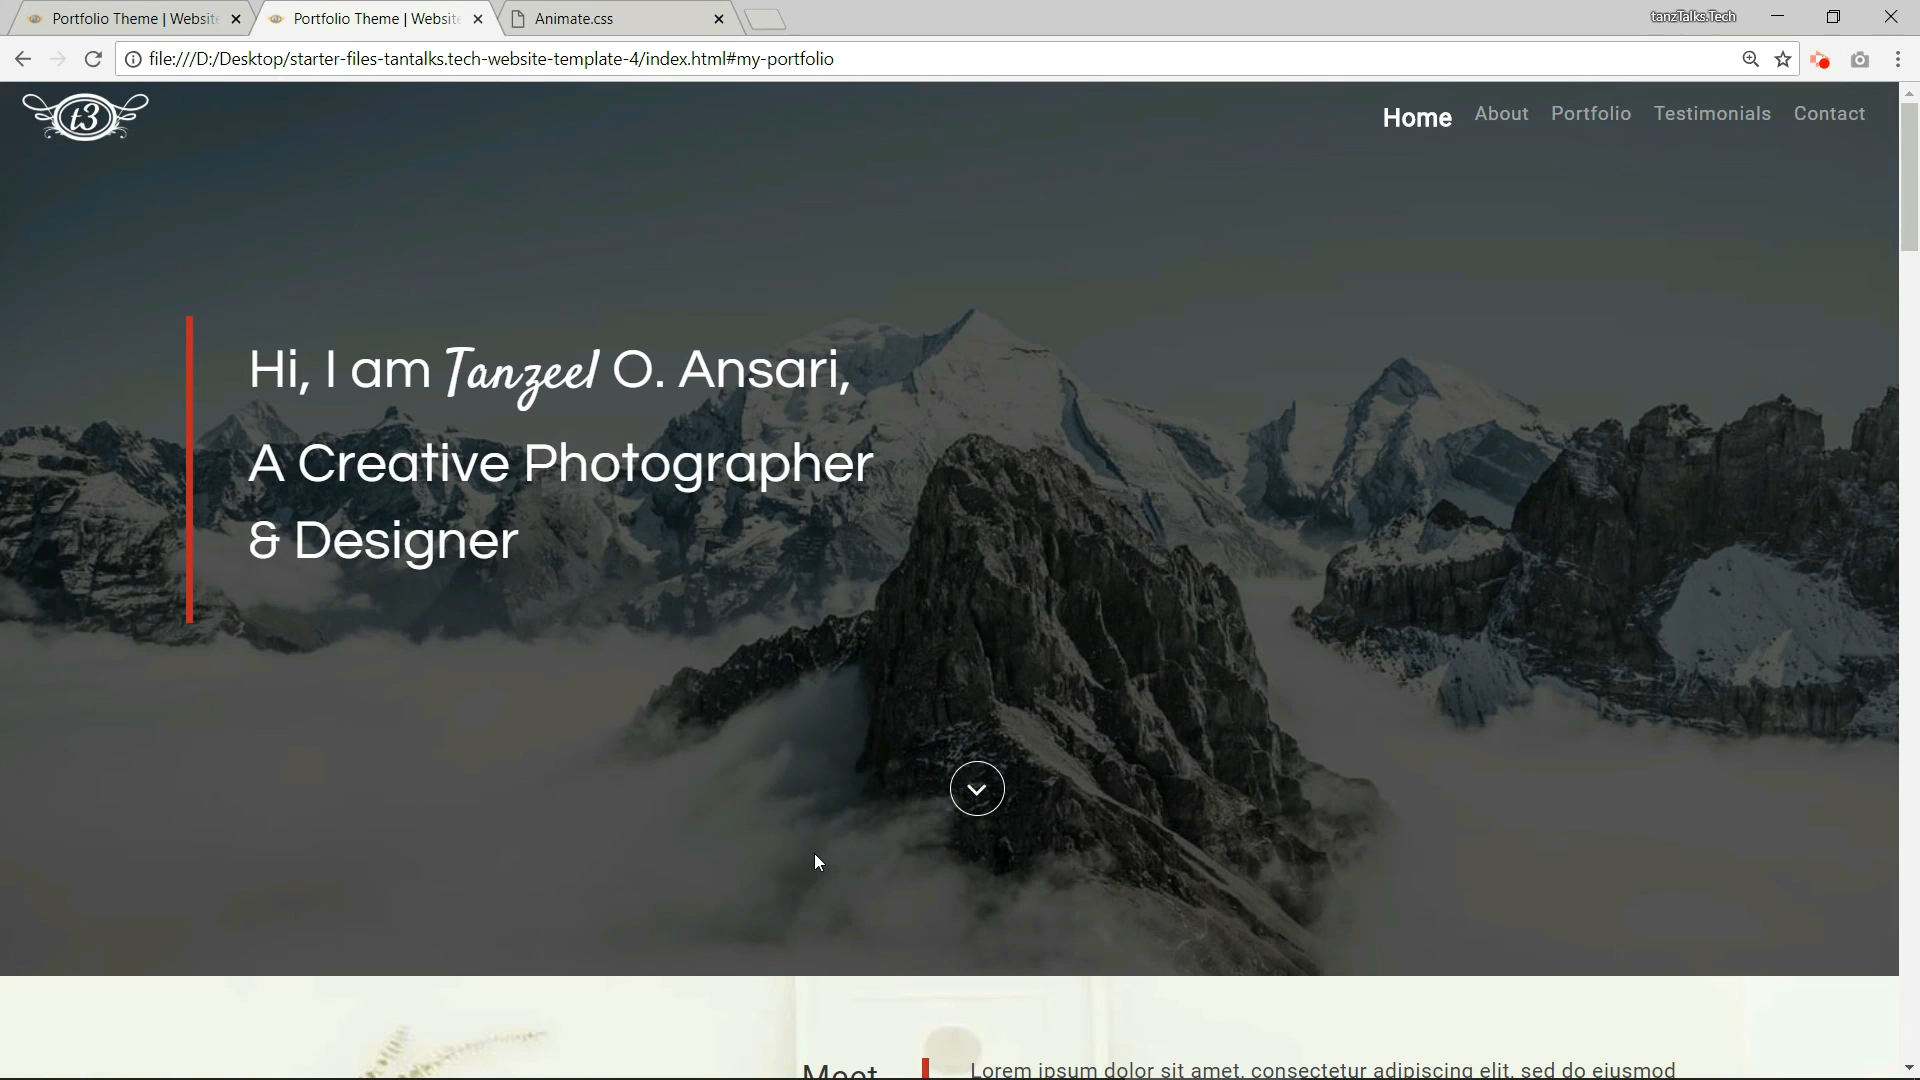 Portfolio Theme | Website
Portfolio Theme | Website
Animate.css
tanzTalks.Tech
file:///D:/Desktop/starter-files-tantalks.tech-website-template-4/index.html#my-portfolio
t3
Home About Portfolio Testimonials Contact
Hi, I am Tanzeel O. Ansari,
A Creative Photographer
& Designer
Meet
Lorem ipsum dolor sit amet, consectetur adipiscing elit, sed do eiusmod